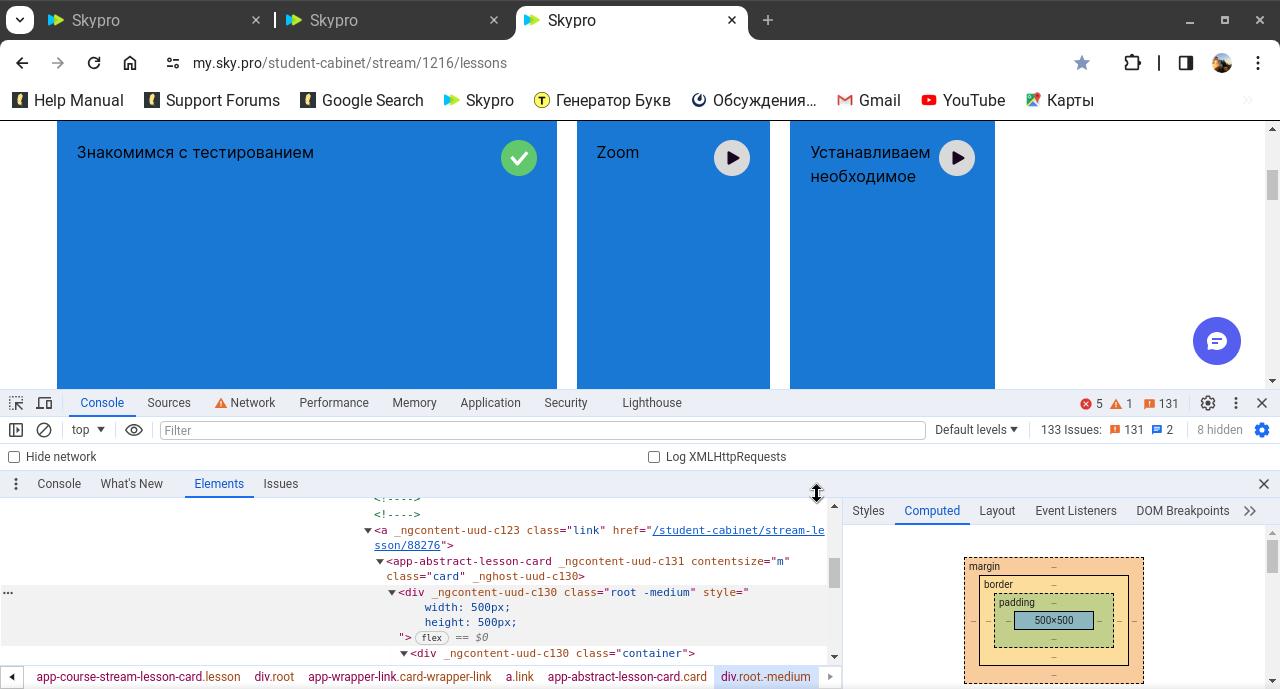 Skypro
Skypro
Skypro
my.sky.pro/student-cabinet/stream/1216/lessons
Help Manual
Support Forums
Google Search
Skypro
Генератор Букв
Обсуждения…
Gmail
YouTube
Карты
Знакомимся с тестированием
Zoom
Устанавливаем
необходимое
Console
Sources
Network
Performance
Memory
Application
Security
Lighthouse
5
1
131
top
Filter
Default levels
133 Issues:
131
2
8 hidden
Hide network
Log XMLHttpRequests
Console
What's New
Elements
Issues
<!---->
<!---->
<a _ngcontent-uud-c123 class="link" href="/student-cabinet/stream-le
sson/88276">
<app-abstract-lesson-card _ngcontent-uud-c131 contentsize="m"
class="card" _nghost-uud-c130>
<div _ngcontent-uud-c130 class="root -medium" style="
width: 500px;
height: 500px;
"> flex == $0
<div _ngcontent-uud-c130 class="container">
app-course-stream-lesson-card.lesson
div.root
app-wrapper-link.card-wrapper-link
a.link
app-abstract-lesson-card.card
div.root.-medium
Styles
Computed
Layout
Event Listeners
DOM Breakpoints
margin
border
padding
500×500